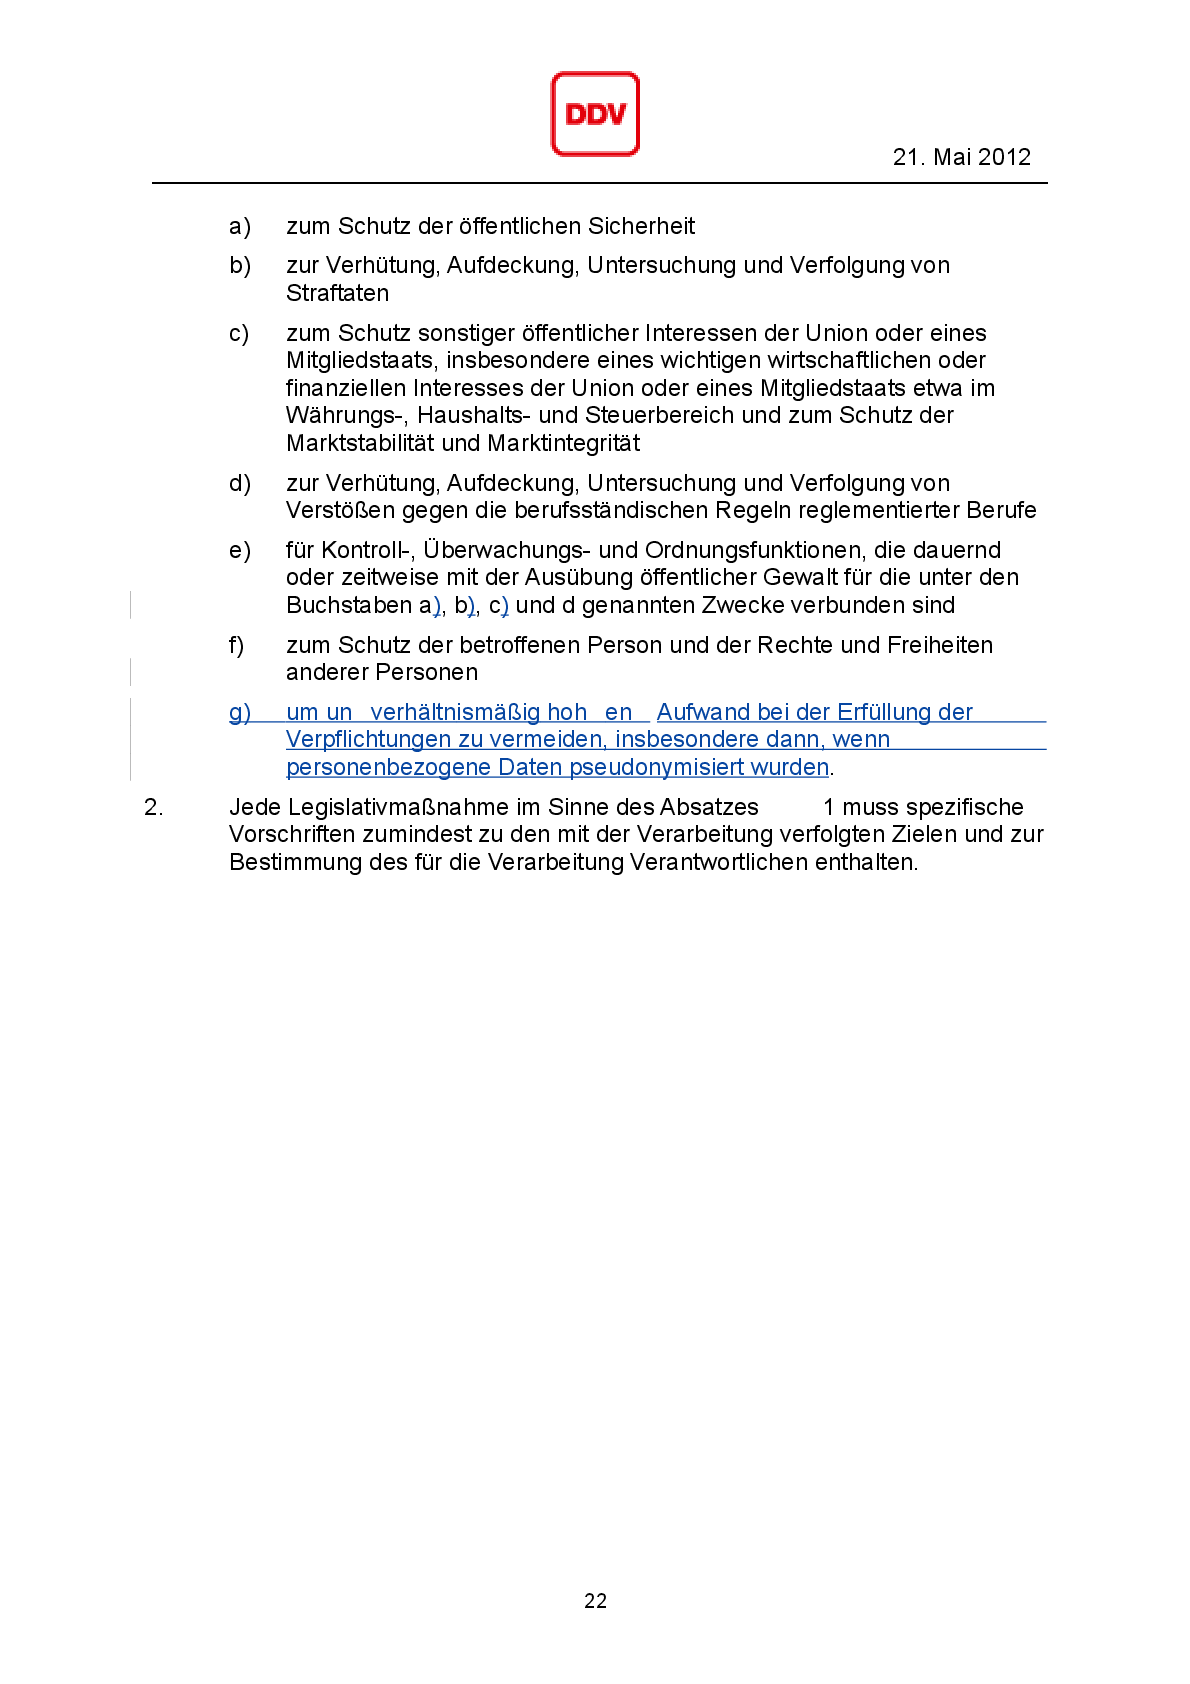 DDV
21. Mai 2012
a) zum Schutz der öffentlichen Sicherheit
b) zur Verhütung, Aufdeckung, Untersuchung und Verfolgung von
Straftaten
c) zum Schutz sonstiger öffentlicher Interessen der Union oder eines
Mitgliedstaats, insbesondere eines wichtigen wirtschaftlichen oder
finanziellen Interesses der Union oder eines Mitgliedstaats etwa im
Währungs-, Haushalts- und Steuerbereich und zum Schutz der
Marktstabilität und Marktintegrität
d) zur Verhütung, Aufdeckung, Untersuchung und Verfolgung von
Verstößen gegen die berufsständischen Regeln reglementierter Berufe
e) für Kontroll-, Überwachungs- und Ordnungsfunktionen, die dauernd
oder zeitweise mit der Ausübung öffentlicher Gewalt für die unter den
Buchstaben a), b), c) und d genannten Zwecke verbunden sind
f) zum Schutz der betroffenen Person und der Rechte und Freiheiten
anderer Personen
g) um un verhältnismäßig hoh en Aufwand bei der Erfüllung der
Verpflichtungen zu vermeiden, insbesondere dann, wenn
personenbezogene Daten pseudonymisiert wurden.
2. Jede Legislativmaßnahme im Sinne des Absatzes 1 muss spezifische
Vorschriften zumindest zu den mit der Verarbeitung verfolgten Zielen und zur
Bestimmung des für die Verarbeitung Verantwortlichen enthalten.
22